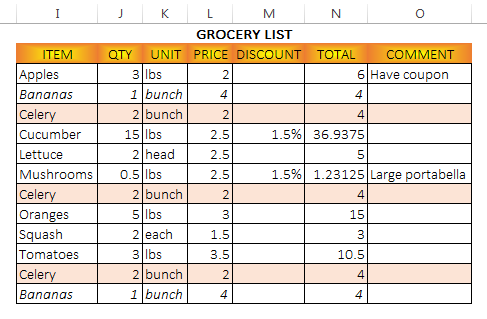 I J K L M N O
GROCERY LIST
ITEM QTY UNIT PRICE DISCOUNT TOTAL COMMENT
Apples 3 lbs 2 6 Have coupon
Bananas 1 bunch 4 4
Celery 2 bunch 2 4
Cucumber 15 lbs 2.5 1.5% 36.9375
Lettuce 2 head 2.5 5
Mushrooms 0.5 lbs 2.5 1.5% 1.23125 Large portabella
Celery 2 bunch 2 4
Oranges 5 lbs 3 15
Squash 2 each 1.5 3
Tomatoes 3 lbs 3.5 10.5
Celery 2 bunch 2 4
Bananas 1 bunch 4 4